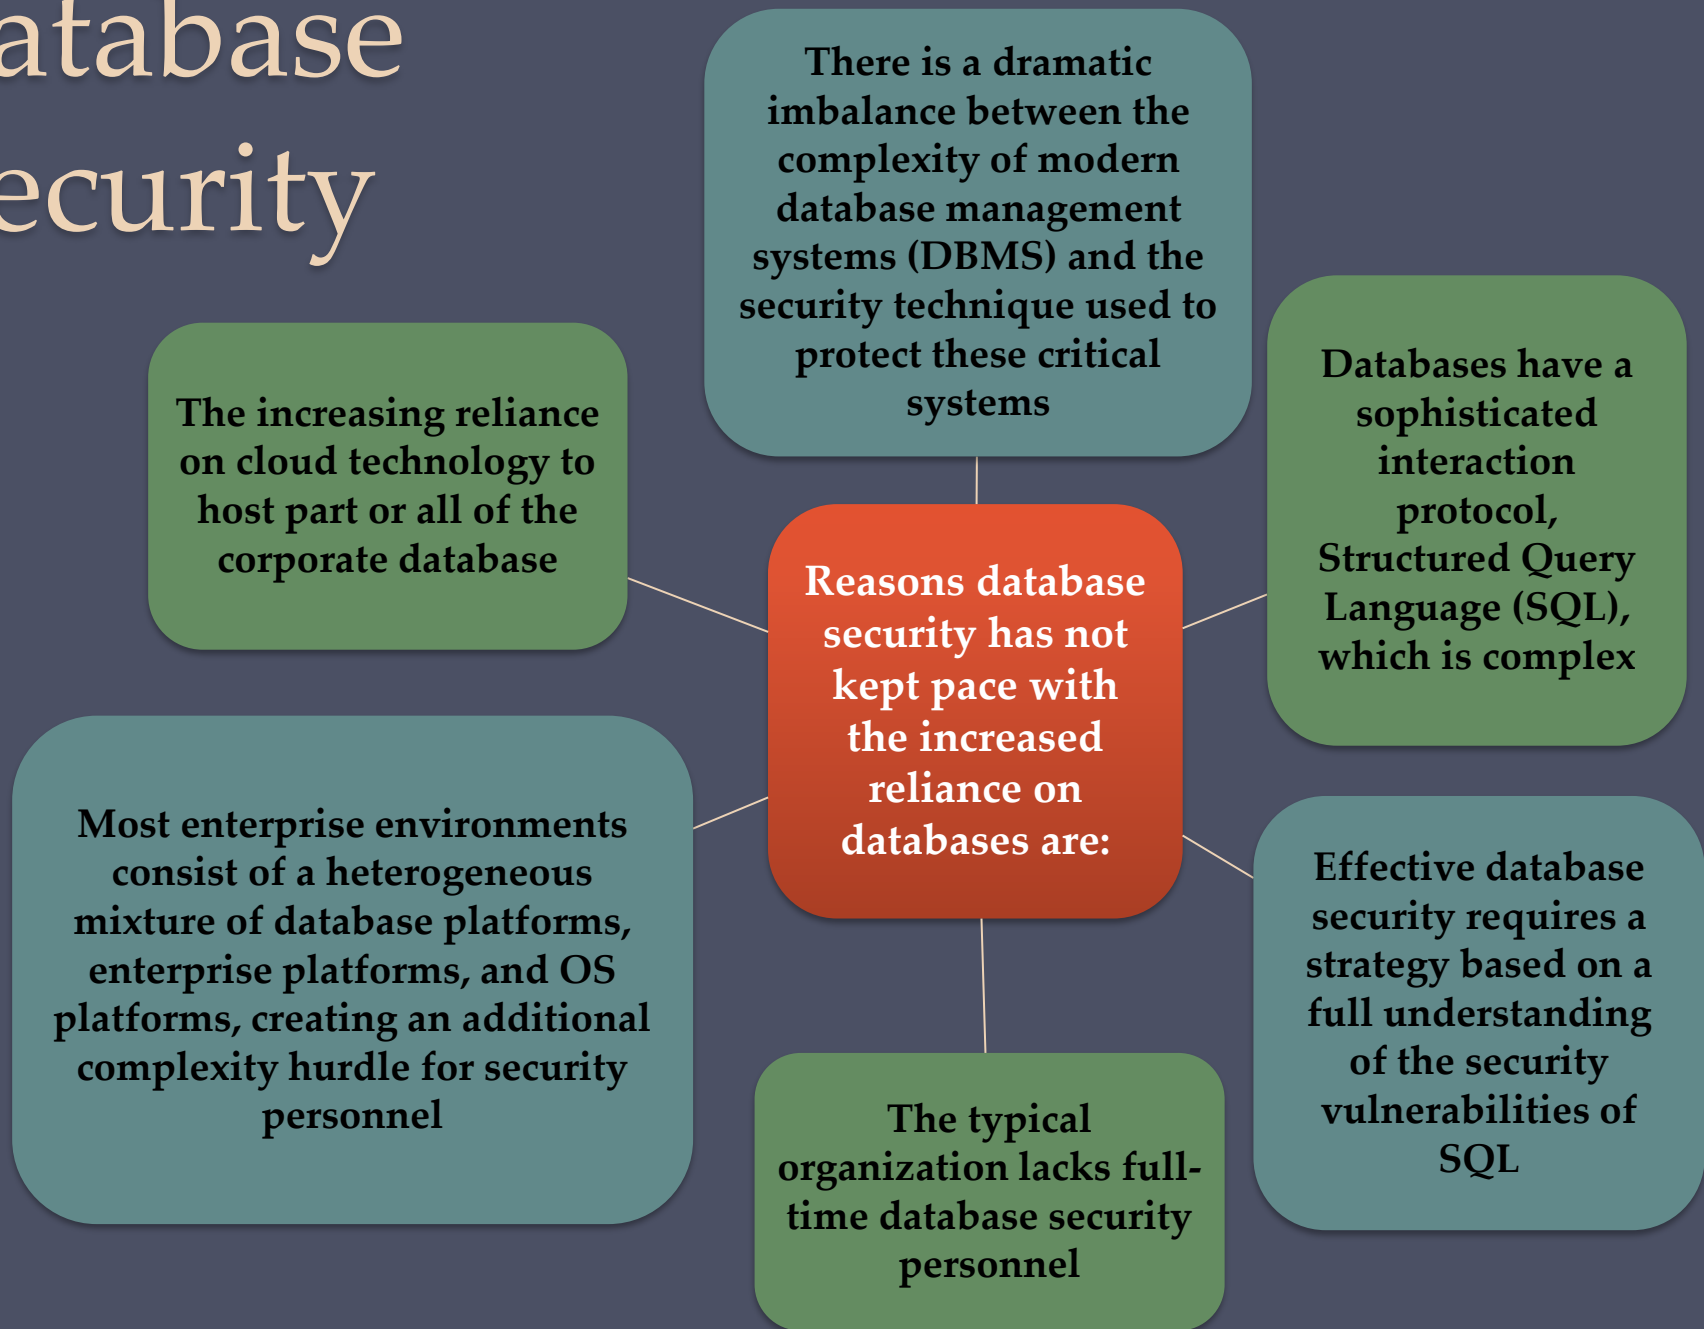 atabase
ecurity
There is a dramatic
imbalance between the
complexity of modern
database management
systems (DBMS) and the
security technique used to
protect these critical
systems
Databases have a
sophisticated
interaction
protocol,
Structured Query
Language (SQL),
which is complex
Effective database
security requires a
strategy based on a
full understanding
of the security
vulnerabilities of
SQL
The typical
organization lacks full-
time database security
personnel
Most enterprise environments
consist of a heterogeneous
mixture of database platforms,
enterprise platforms, and OS
platforms, creating an additional
complexity hurdle for security
personnel
The increasing reliance
on cloud technology to
host part or all of the
corporate database
Reasons database
security has not
kept pace with
the increased
reliance on
databases are: